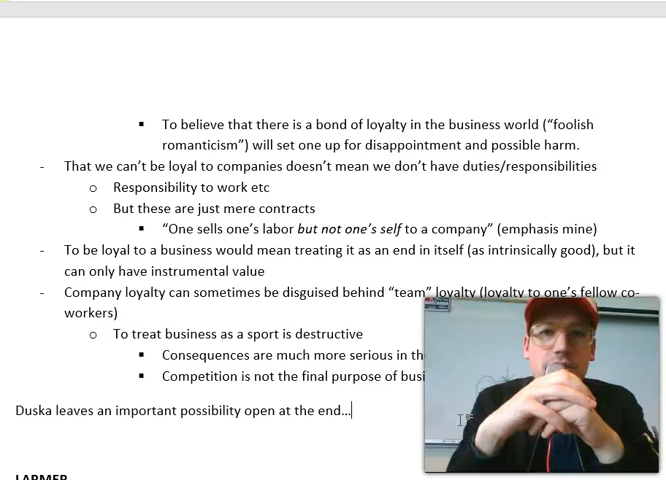 ▪ To believe that there is a bond of loyalty in the business world (“foolish
romanticism”) will set one up for disappointment and possible harm.
- That we can’t be loyal to companies doesn’t mean we don’t have duties/responsibilities
o Responsibility to work etc
o But these are just mere contracts
▪ “One sells one’s labor but not one’s self to a company” (emphasis mine)
- To be loyal to a business would mean treating it as an end in itself (as intrinsically good), but it
can only have instrumental value
- Company loyalty can sometimes be disguised behind “team” loyalty (loyalty to one’s fellow co-
workers)
o To treat business as a sport is destructive
▪ Consequences are much more serious in
▪ Competition is not the final purpose of
Duska leaves an important possibility open at the end…
LARMER